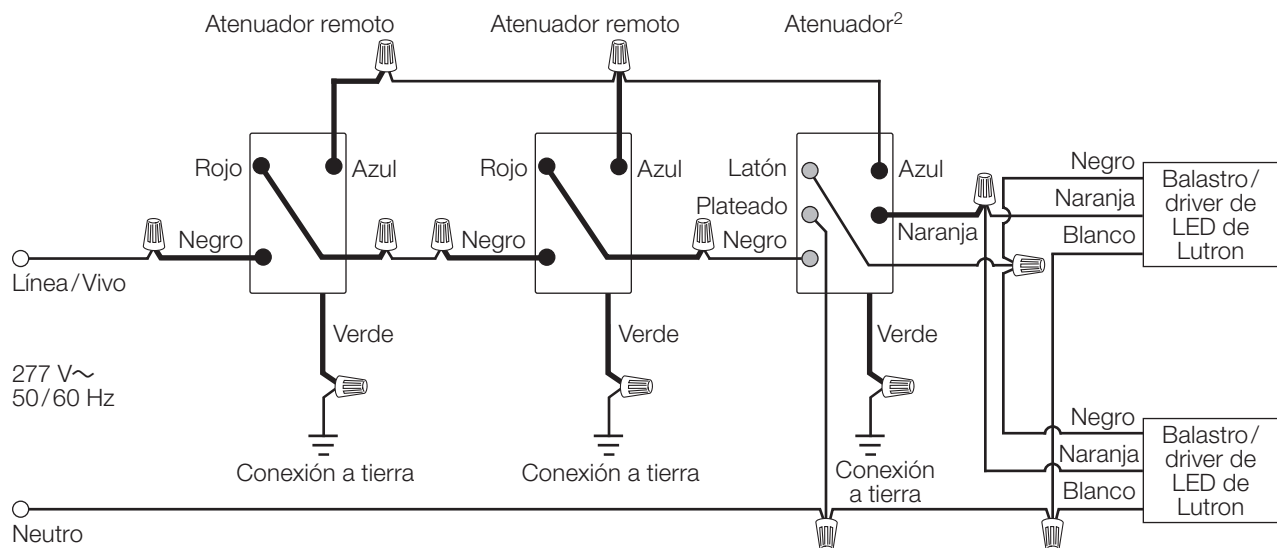 Atenuador remoto
Atenuador remoto
Atenuador²
Rojo
Azul
Negro
Línea/Vivo
Verde
Conexión a tierra
277 V~
50/60 Hz
Rojo
Azul
Negro
Verde
Conexión a tierra
Latón
Plateado
Negro
Azul
Naranja
Verde
Conexión
a tierra
Negro
Naranja
Blanco
Balastro/
driver de
LED de
Lutron
Negro
Naranja
Blanco
Balastro/
driver de
LED de
Lutron
Neutro